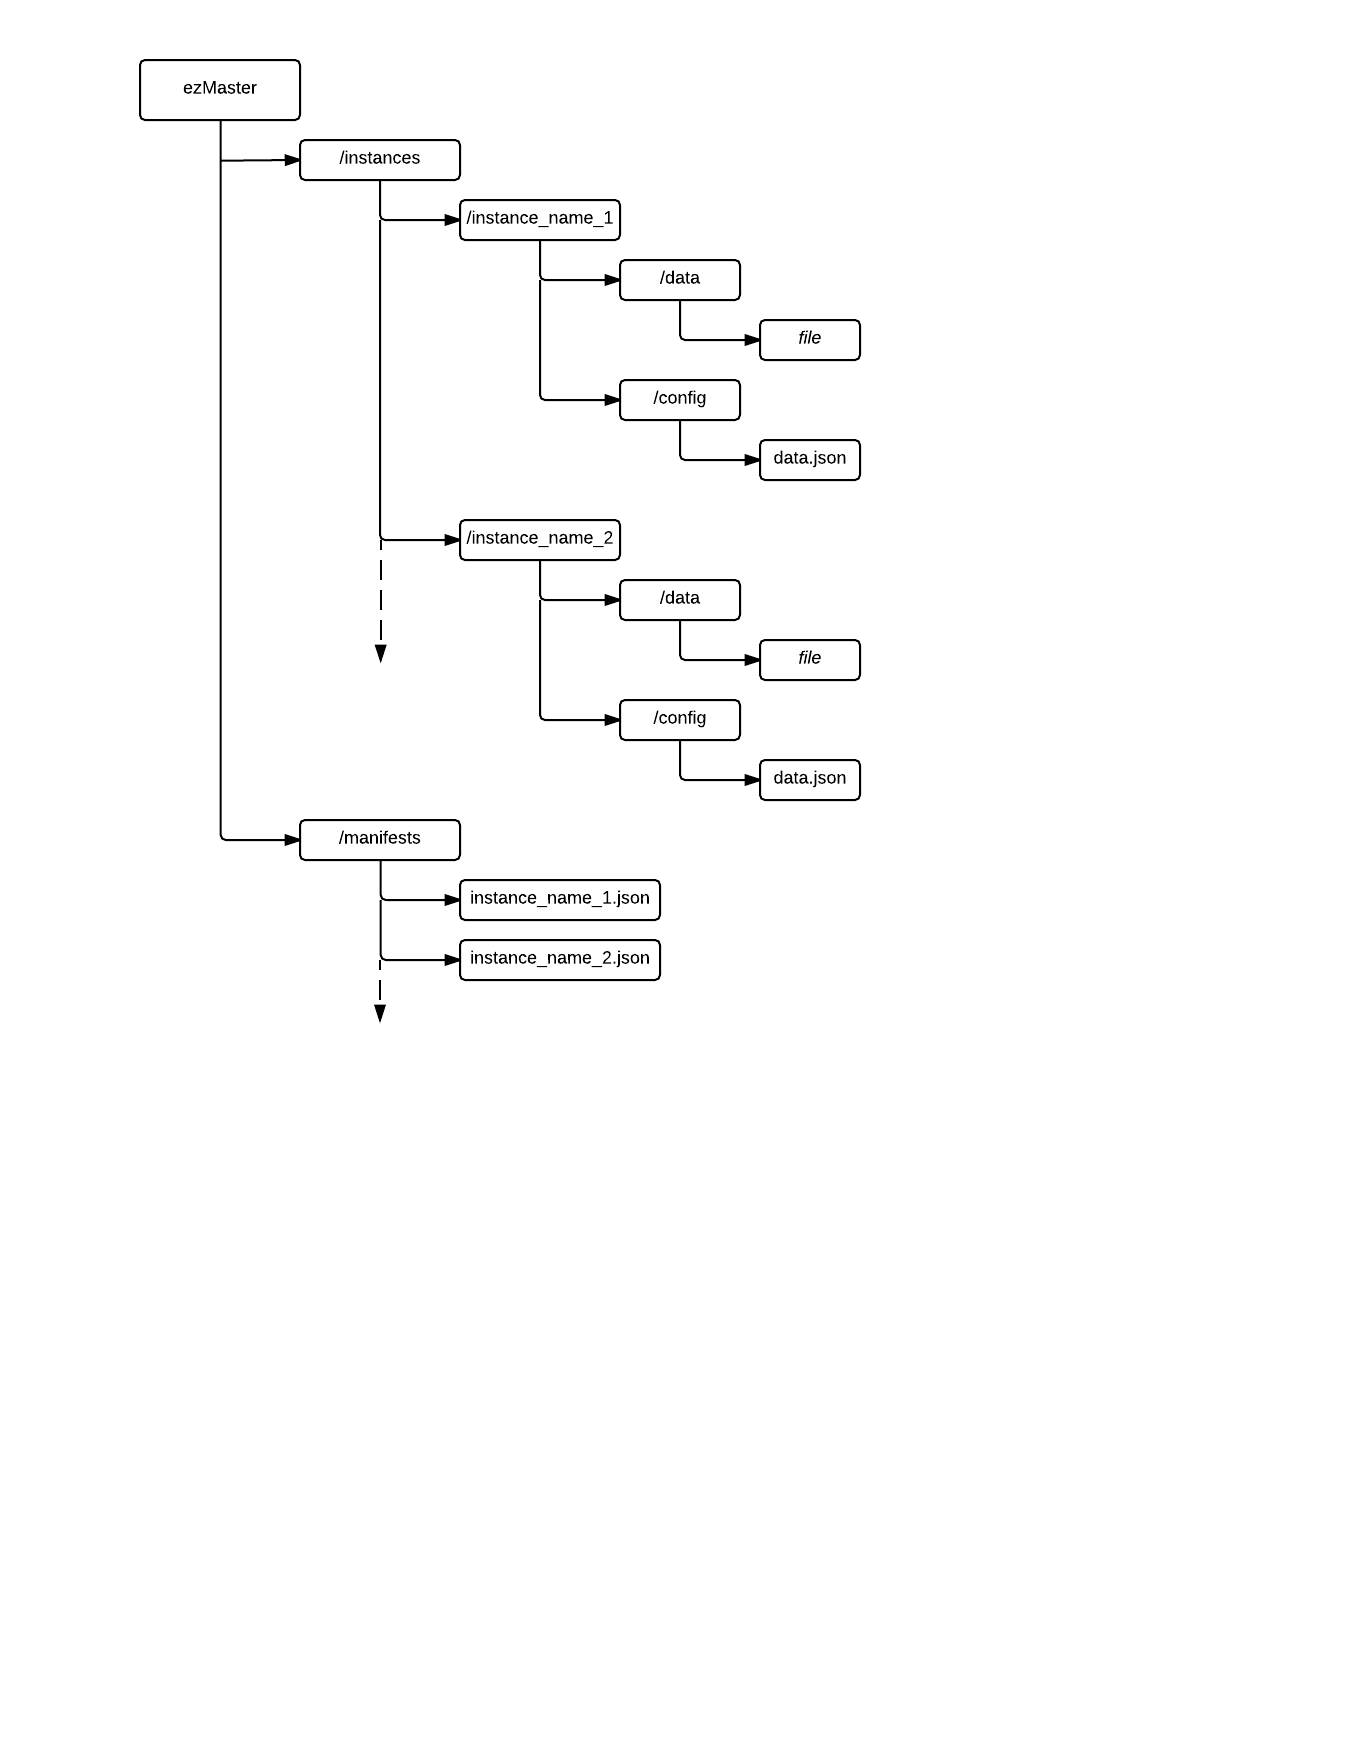 ezMaster
/instances
/instance_name_1
/data
file
/config
data.json
/instance_name_2
/data
file
/config
data.json
/manifests
instance_name_1.json
instance_name_2.json